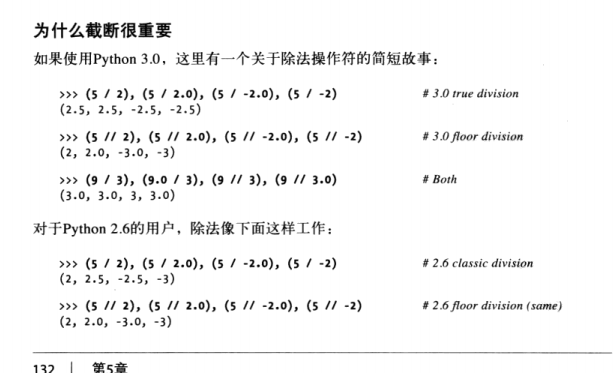 为什么截断很重要
如果使用Python 3.0，这里有一个关于除法操作符的简短故事：
>>> (5 / 2), (5 / 2.0), (5 / -2.0), (5 / -2) # 3.0 true division
(2.5, 2.5, -2.5, -2.5)
>>> (5 // 2), (5 // 2.0), (5 // -2.0), (5 // -2) # 3.0 floor division
(2, 2.0, -3.0, -3)
>>> (9 / 3), (9.0 / 3), (9 // 3), (9 // 3.0) # Both
(3.0, 3.0, 3, 3.0)
对于Python 2.6的用户，除法像下面这样工作：
>>> (5 / 2), (5 / 2.0), (5 / -2.0), (5 / -2) # 2.6 classic division
(2, 2.5, -2.5, -3)
>>> (5 // 2), (5 // 2.0), (5 // -2.0), (5 // -2) # 2.6 floor division (same)
(2, 2.0, -3.0, -3)
132 | 第5章